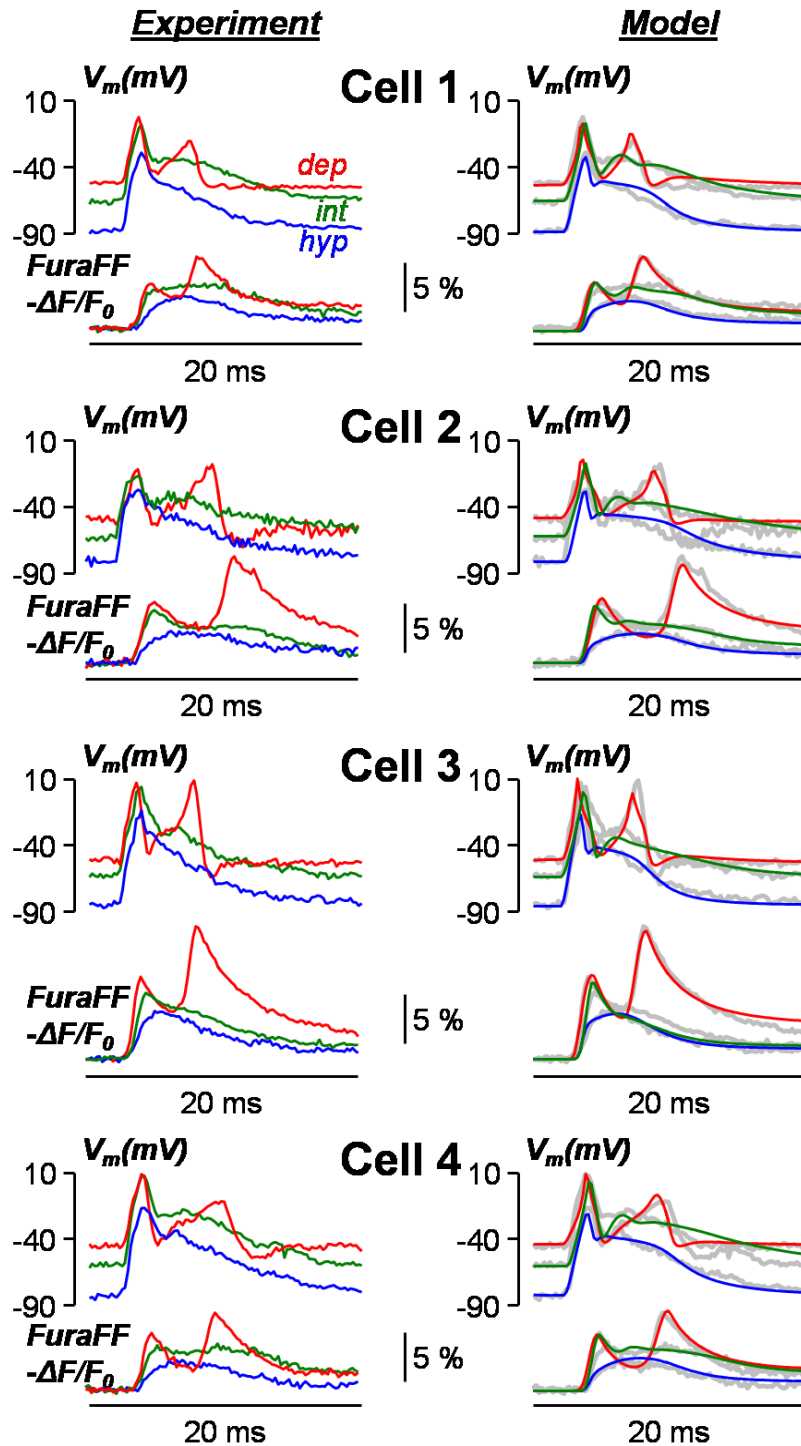 Experiment Model
Vm(mV) Cell 1 Vm(mV)
10 10
-40 dep -40
int
-90 hyp -90
FuraFF 5 %
-ΔF/F0
20 ms 20 ms
Vm(mV) Cell 2 Vm(mV)
10 10
-40 -40
-90 -90
FuraFF 5 %
-ΔF/F0
20 ms 20 ms
Vm(mV) Cell 3 Vm(mV)
10 10
-40 -40
-90 -90
FuraFF 5 %
-ΔF/F0
20 ms 20 ms
Vm(mV) Cell 4 Vm(mV)
10 10
-40 -40
-90 -90
FuraFF 5 %
-ΔF/F0
20 ms 20 ms